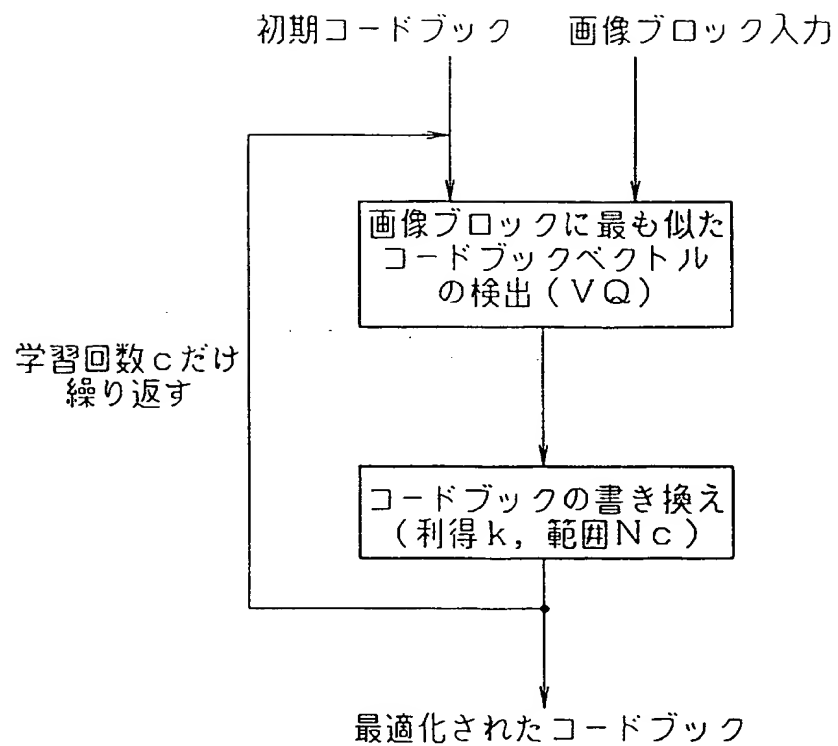 初期コードブック
画像ブロック入力
画像ブロックに最も似た
コードブックベクトル
の検出（ＶＱ）
学習回数ｃだけ
繰り返す
コードブックの書き換え
（利得ｋ，範囲Ｎｃ）
最適化されたコードブック